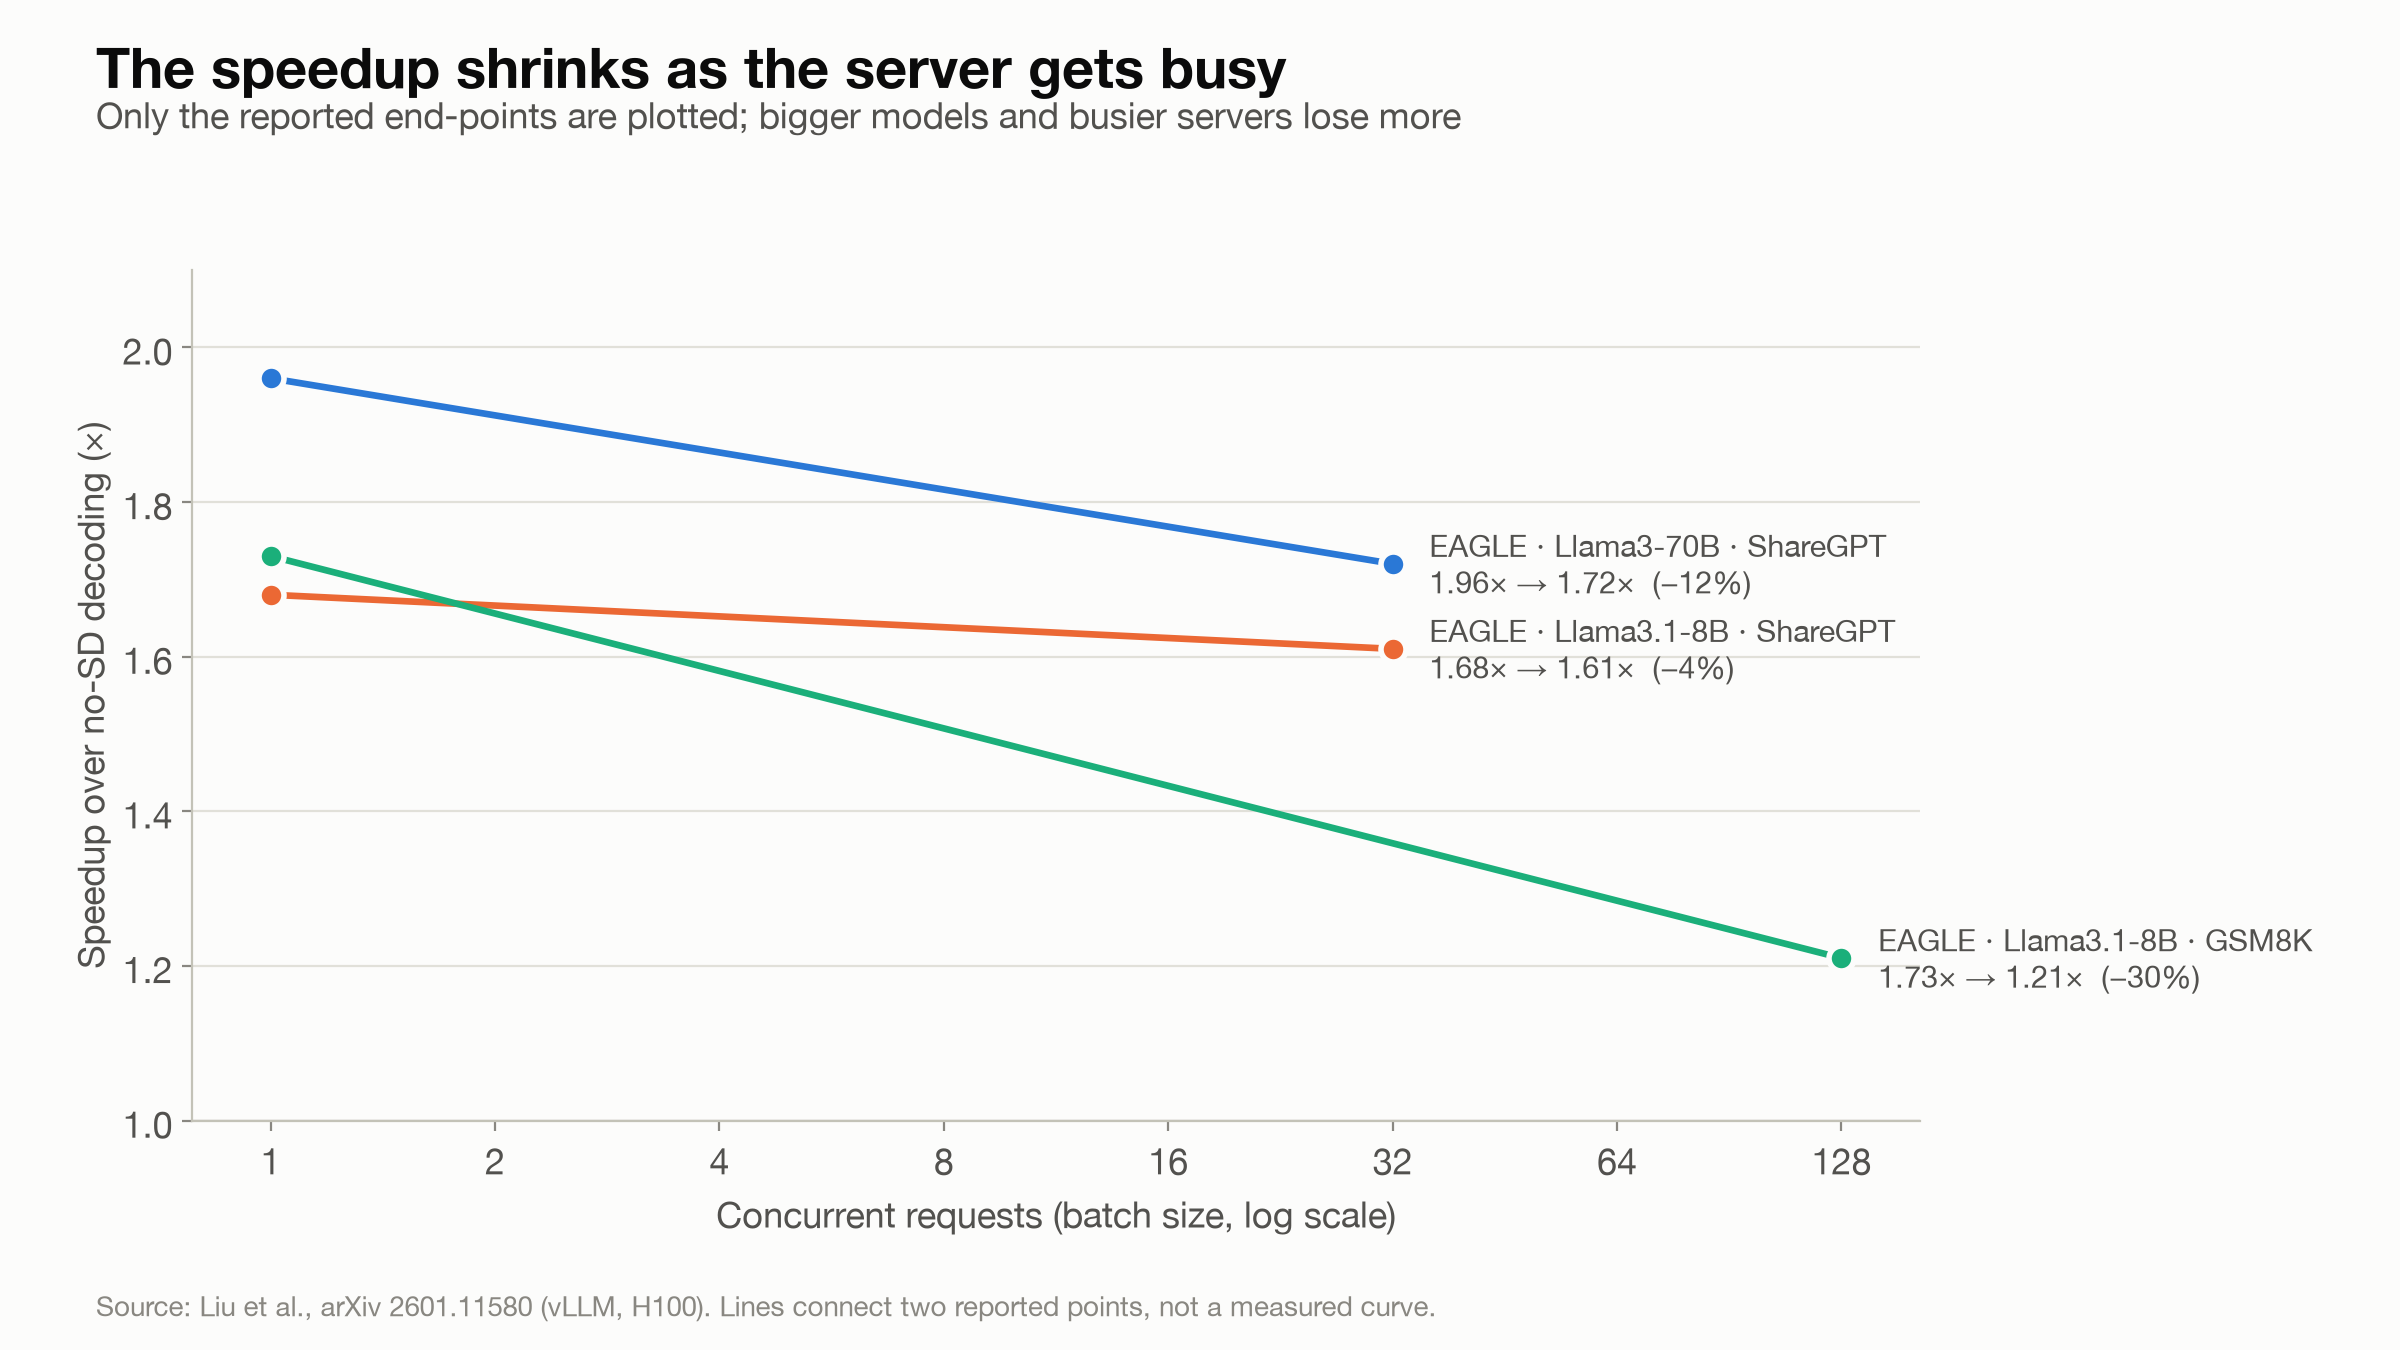 The speedup shrinks as the server gets busy
Only the reported end-points are plotted; bigger models and busier servers lose more
Speedup over no-SD decoding (×)
2.0
1.8
1.6
1.4
1.2
1.0
EAGLE · Llama3-70B · ShareGPT
1.96× → 1.72× (–12%)
EAGLE · Llama3.1-8B · ShareGPT
1.68× → 1.61× (–4%)
EAGLE · Llama3.1-8B · GSM8K
1.73× → 1.21× (–30%)
1 2 4 8 16 32 64 128
Concurrent requests (batch size, log scale)
Source: Liu et al., arXiv 2601.11580 (vLLM, H100). Lines connect two reported points, not a measured curve.